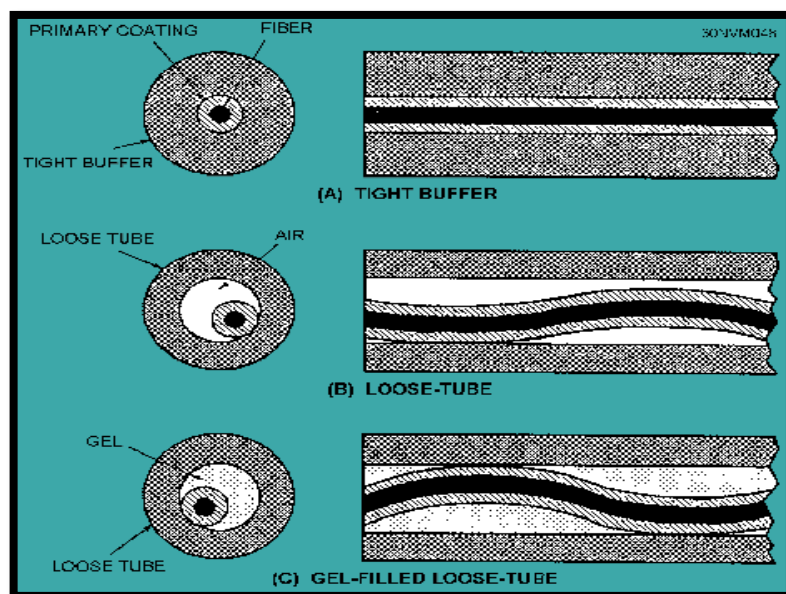 PRIMARY COATING
FIBER
30NVM048
TIGHT BUFFER
(A) TIGHT BUFFER
LOOSE TUBE
AIR
(B) LOOSE-TUBE
GEL
LOOSE TUBE
(C) GEL-FILLED LOOSE-TUBE